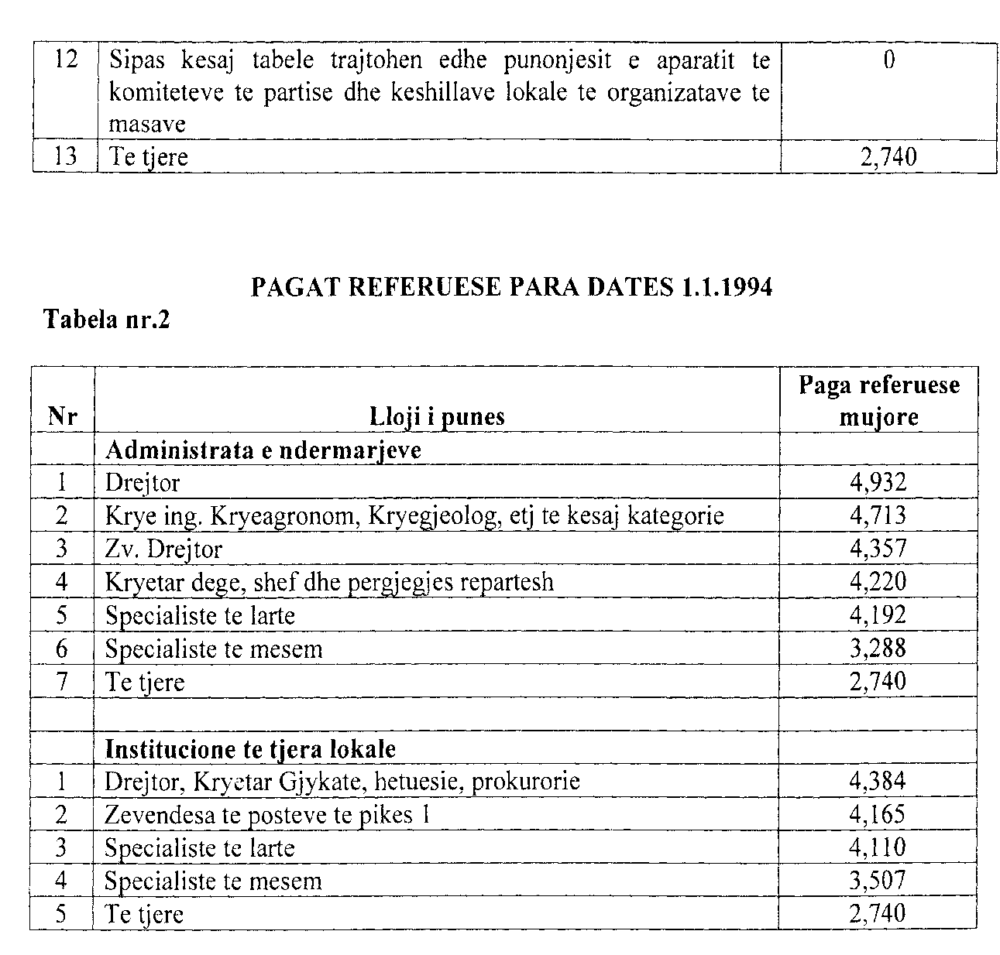 12 Sipas kesaj tabele trajtohen edhe punonjesit e aparatit te 0
komiteteve te partise dhe keshillave lokale te organizatave te
masave
13 Te tjere 2,740
PAGAT REFERUESE PARA DATES 1.1.1994
Tabela nr.2
Paga referuese
Nr Lloji i punes mujore
Administrata e ndermarjeve
1 Drejtor 4,932
2 Krye ing. Kryeagronom, Kryegjeolog, etj te kesaj kategorie 4,713
3 Zv. Drejtor 4,357
4 Kryetar dege, shef dhe pergjegjes repartesh 4,220
5 Specialiste te larte 4,192
6 Specialiste te mesem 3,288
7 Te tjere 2,740
Institucione te tjera lokale
1 Drejtor, Kryetar Gjykate, hetuesie, prokurorie 4,384
2 Zevendesa te posteve te pikes 1 4,165
3 Specialiste te larte 4,110
4 Specialiste te mesem 3,507
5 Te tjere 2,740